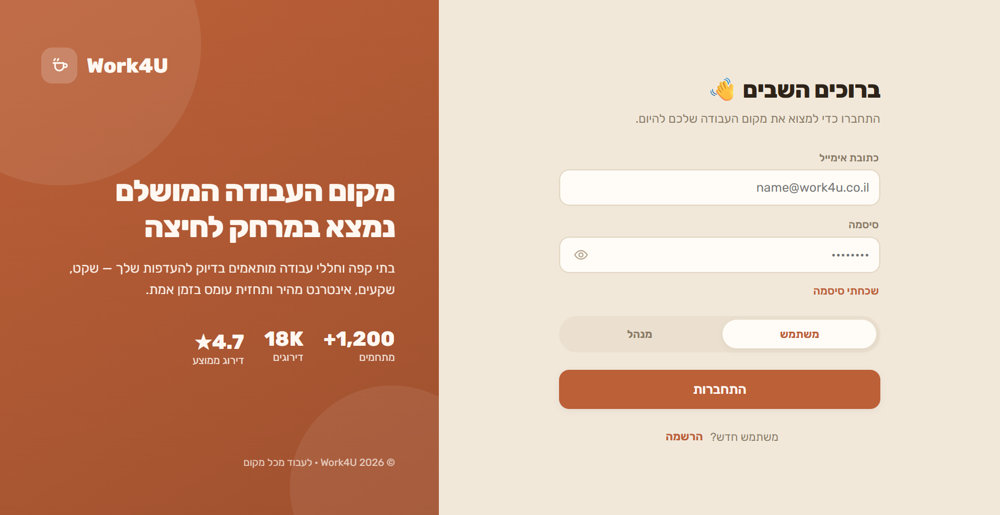 ברוכים השבים 👋
התחברו כדי למצוא את מקום העבודה שלכם להיום.
כתובת אימייל
name@work4u.co.il
סיסמה
••••••••
שכחתי סיסמה
משתמש
מנהל
התחברות
משתמש חדש? הרשמה
Work4U
מקום העבודה המושלם
נמצא במרחק לחיצה
בתי קפה וחללי עבודה מותאמים בדיוק להעדפות שלך — שקט,
שקעים, אינטרנט מהיר ותחזית עומס בזמן אמת.
1,200+
מתחמים
18K
דירוגים
4.7★
דירוג ממוצע
© 2026 Work4U • לעבוד מכל מקום